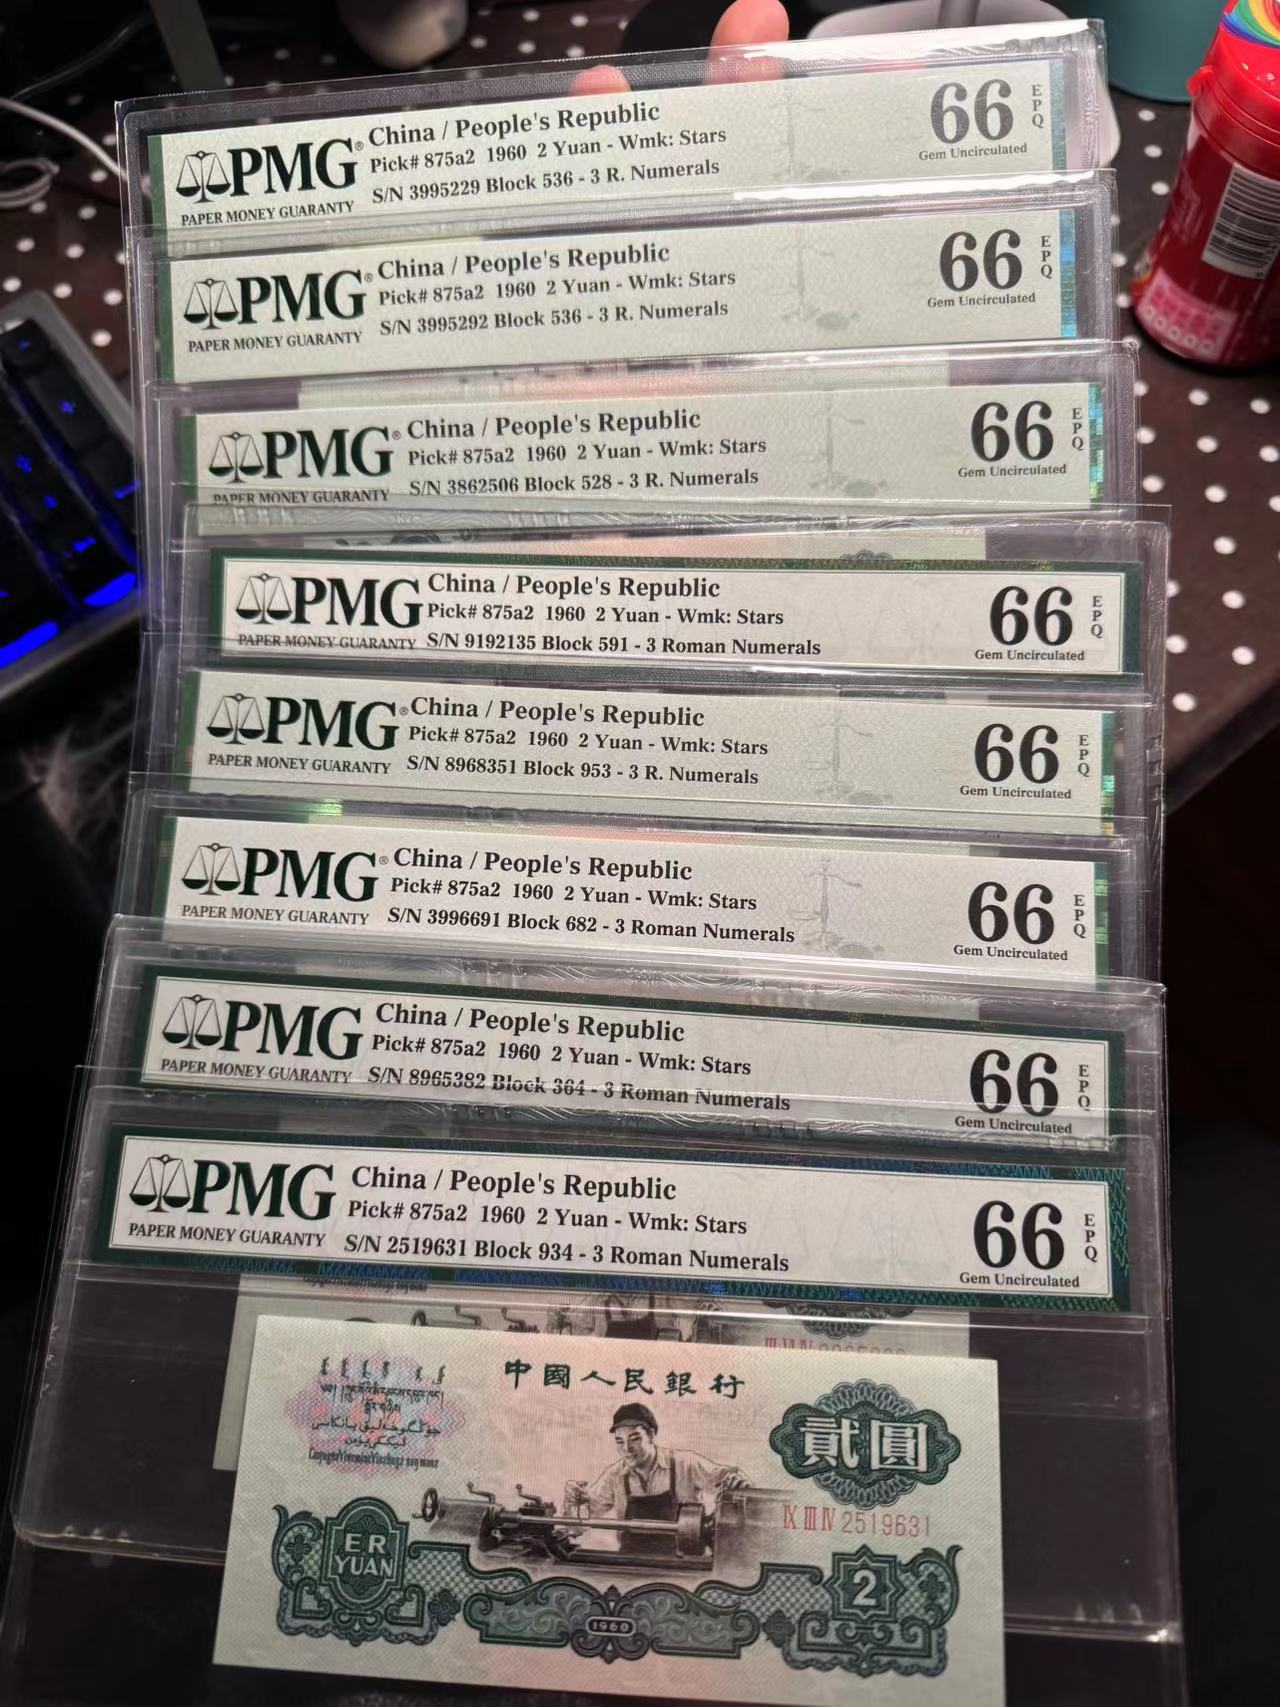 PMG®
PAPER MONEY GUARANTY
China / People's Republic
Pick# 875a2 1960 2 Yuan - Wmk: Stars
S/N 3995229 Block 536 - 3 R. Numerals
66
EPQ
Gem Uncirculated
PMG®
PAPER MONEY GUARANTY
China / People's Republic
Pick# 875a2 1960 2 Yuan - Wmk: Stars
S/N 3995292 Block 536 - 3 R. Numerals
66
EPQ
Gem Uncirculated
PMG®
PAPER MONEY GUARANTY
China / People's Republic
Pick# 875a2 1960 2 Yuan - Wmk: Stars
S/N 3862506 Block 528 - 3 R. Numerals
66
EPQ
Gem Uncirculated
PMG
PAPER MONEY GUARANTY
China / People's Republic
Pick# 875a2 1960 2 Yuan - Wmk: Stars
S/N 9192135 Block 591 - 3 Roman Numerals
66
EPQ
Gem Uncirculated
PMG®
PAPER MONEY GUARANTY
China / People's Republic
Pick# 875a2 1960 2 Yuan - Wmk: Stars
S/N 8968351 Block 953 - 3 R. Numerals
66
EPQ
Gem Uncirculated
PMG®
PAPER MONEY GUARANTY
China / People's Republic
Pick# 875a2 1960 2 Yuan - Wmk: Stars
S/N 3996691 Block 682 - 3 Roman Numerals
66
EPQ
Gem Uncirculated
PMG
PAPER MONEY GUARANTY
China / People's Republic
Pick# 875a2 1960 2 Yuan - Wmk: Stars
S/N 8965382 Block 364 - 3 Roman Numerals
66
EPQ
Gem Uncirculated
PMG
PAPER MONEY GUARANTY
China / People's Republic
Pick# 875a2 1960 2 Yuan - Wmk: Stars
S/N 2519631 Block 934 - 3 Roman Numerals
66
EPQ
Gem Uncirculated
中國人民銀行
貳圓
IX III IV 2519631
ER
YUAN
2
1960